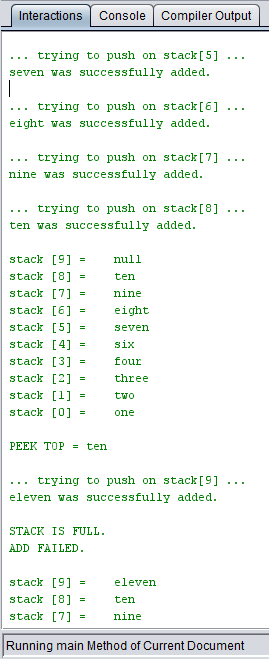 Interactions Console Compiler Output
... trying to push on stack[5] ...
seven was successfully added.
... trying to push on stack[6] ...
eight was successfully added.
... trying to push on stack[7] ...
nine was successfully added.
... trying to push on stack[8] ...
ten was successfully added.
stack [9] = null
stack [8] = ten
stack [7] = nine
stack [6] = eight
stack [5] = seven
stack [4] = six
stack [3] = four
stack [2] = three
stack [1] = two
stack [0] = one
PEEK TOP = ten
... trying to push on stack[9] ...
eleven was successfully added.
STACK IS FULL.
ADD FAILED.
stack [9] = eleven
stack [8] = ten
stack [7] = nine
Running main Method of Current Document